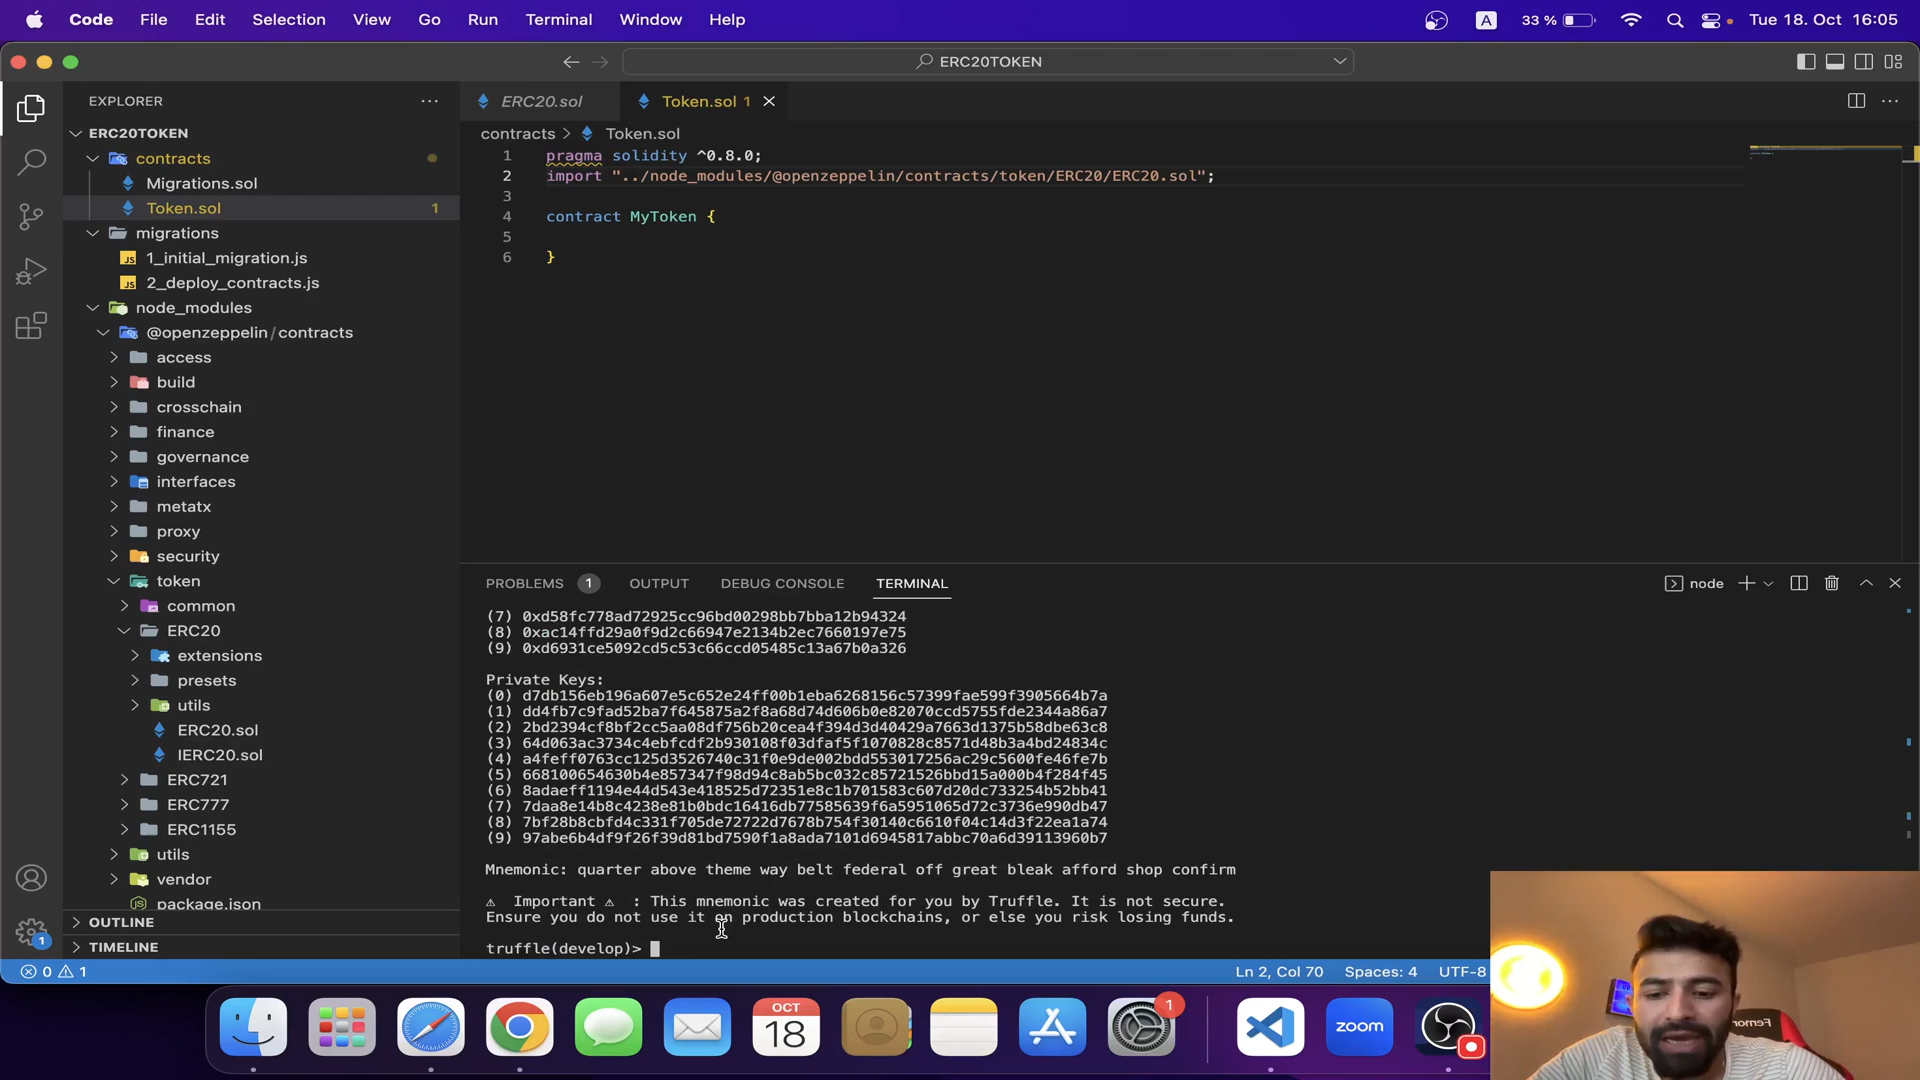 Code File Edit Selection View Go Run Terminal Window Help
A 33 % Tue 18. Oct 16:05
ERC20TOKEN
EXPLORER
ERC20.sol
Token.sol 1
ERC20TOKEN
contracts
Migrations.sol
Token.sol 1
migrations
JS 1_initial_migration.js
JS 2_deploy_contracts.js
node_modules
@openzeppelin/contracts
access
build
crosschain
finance
governance
interfaces
metatx
proxy
security
token
common
ERC20
extensions
presets
utils
ERC20.sol
IERC20.sol
ERC721
ERC777
ERC1155
utils
vendor
package.json
OUTLINE
TIMELINE
contracts > Token.sol
1 pragma solidity ^0.8.0;
2 import "../node_modules/@openzeppelin/contracts/token/ERC20/ERC20.sol";
3
4 contract MyToken {
5
6 }
PROBLEMS 1 OUTPUT DEBUG CONSOLE TERMINAL
node
(7) 0xd58fc778ad72925cc96bd00298bb7bba12b94324
(8) 0xac14ffd29a0f9d2c66947e2134b2ec7660197e75
(9) 0xd6931ce5092cd5c53c66ccd05485c13a67b0a326
Private Keys:
(0) d7db156eb196a607e5c652e24ff00b1eba6268156c57399fae599f3905664b7a
(1) dd4fb7c9fad52ba7f645875a2f8a68d74d606b0e82070ccd5755fde2344a86a7
(2) 2bd2394cf8bf2cc5aa08df756b20cea4f394d3d40429a7663d1375b58dbe63c8
(3) 64d063ac3734c4ebfcdf2b930108f03dfaf5f1070828c8571d48b3a4bd24834c
(4) a4feff0763cc125d3526740c31f0e9de002bdd553017256ac29c5600fe46fe7b
(5) 668100654630b4e857347f98d94c8ab5bc032c85721526bbd15a000b4f284f45
(6) 8adaeff1194e44d543e418525d72351e8c1b701583c607d20dc733254b52bb41
(7) 7daa8e14b8c4238e81b0bdc16416db77585639f6a5951065d72c3736e990db47
(8) 7bf28b8cbfd4c331f705de72722d7678b754f30140c6610f04c14d3f22ea1a74
(9) 97abe6b4df9f26f39d81bd7590f1a8ada7101d6945817abbc70a6d39113960b7
Mnemonic: quarter above theme way belt federal off great bleak afford shop confirm
⚠ Important ⚠ : This mnemonic was created for you by Truffle. It is not secure.
Ensure you do not use it on production blockchains, or else you risk losing funds.
truffle(develop)>
1
0 1
Ln 2, Col 70 Spaces: 4 UTF-8
OCT
18
1
zoom